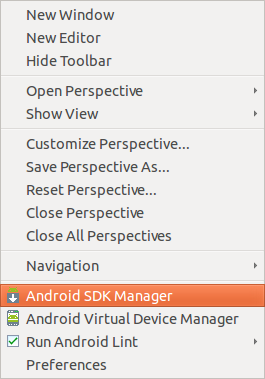 New Window
New Editor
Hide Toolbar
Open Perspective
Show View
Customize Perspective...
Save Perspective As...
Reset Perspective...
Close Perspective
Close All Perspectives
Navigation
Android SDK Manager
Android Virtual Device Manager
Run Android Lint
Preferences